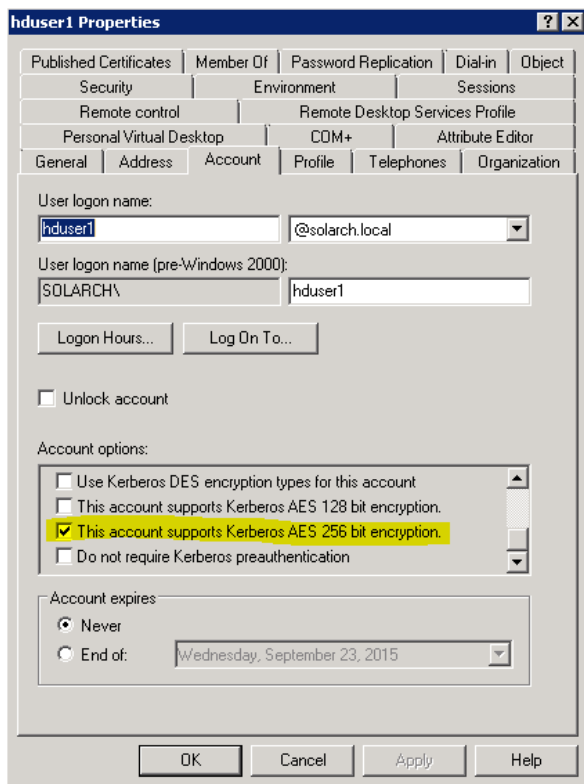 hduser1 Properties
Published Certificates Member Of Password Replication Dial-in Object
Security Environment Sessions
Remote control Remote Desktop Services Profile
Personal Virtual Desktop COM+ Attribute Editor
General Address Account Profile Telephones Organization
User logon name:
hduser1 @solarch.local
User logon name (pre-Windows 2000):
SOLARCH\ hduser1
Logon Hours... Log On To...
Unlock account
Account options:
Use Kerberos DES encryption types for this account
This account supports Kerberos AES 128 bit encryption.
This account supports Kerberos AES 256 bit encryption.
Do not require Kerberos preauthentication
Account expires
Never
End of: Wednesday, September 23, 2015
OK Cancel Apply Help